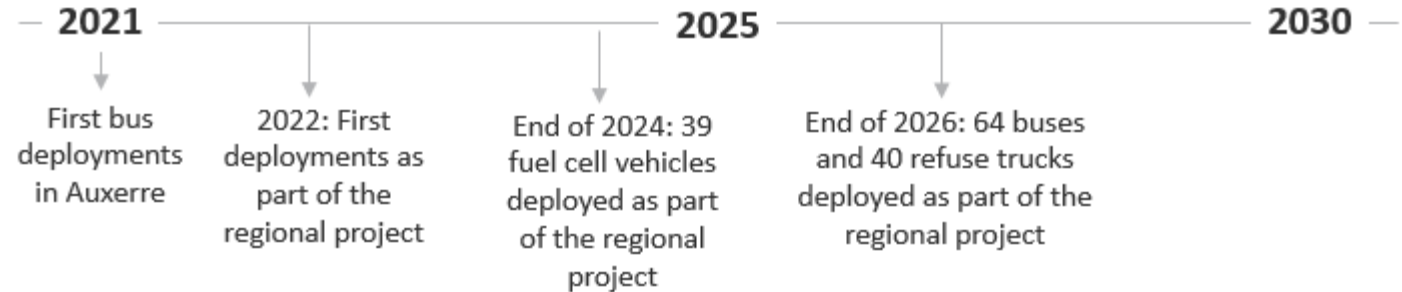 2021
2025
2030
First bus
deployments
in Auxerre
2022: First
deployments as
part of the
regional project
End of 2024: 39
fuel cell vehicles
deployed as part
of the regional
project
End of 2026: 64 buses
and 40 refuse trucks
deployed as part of the
regional project